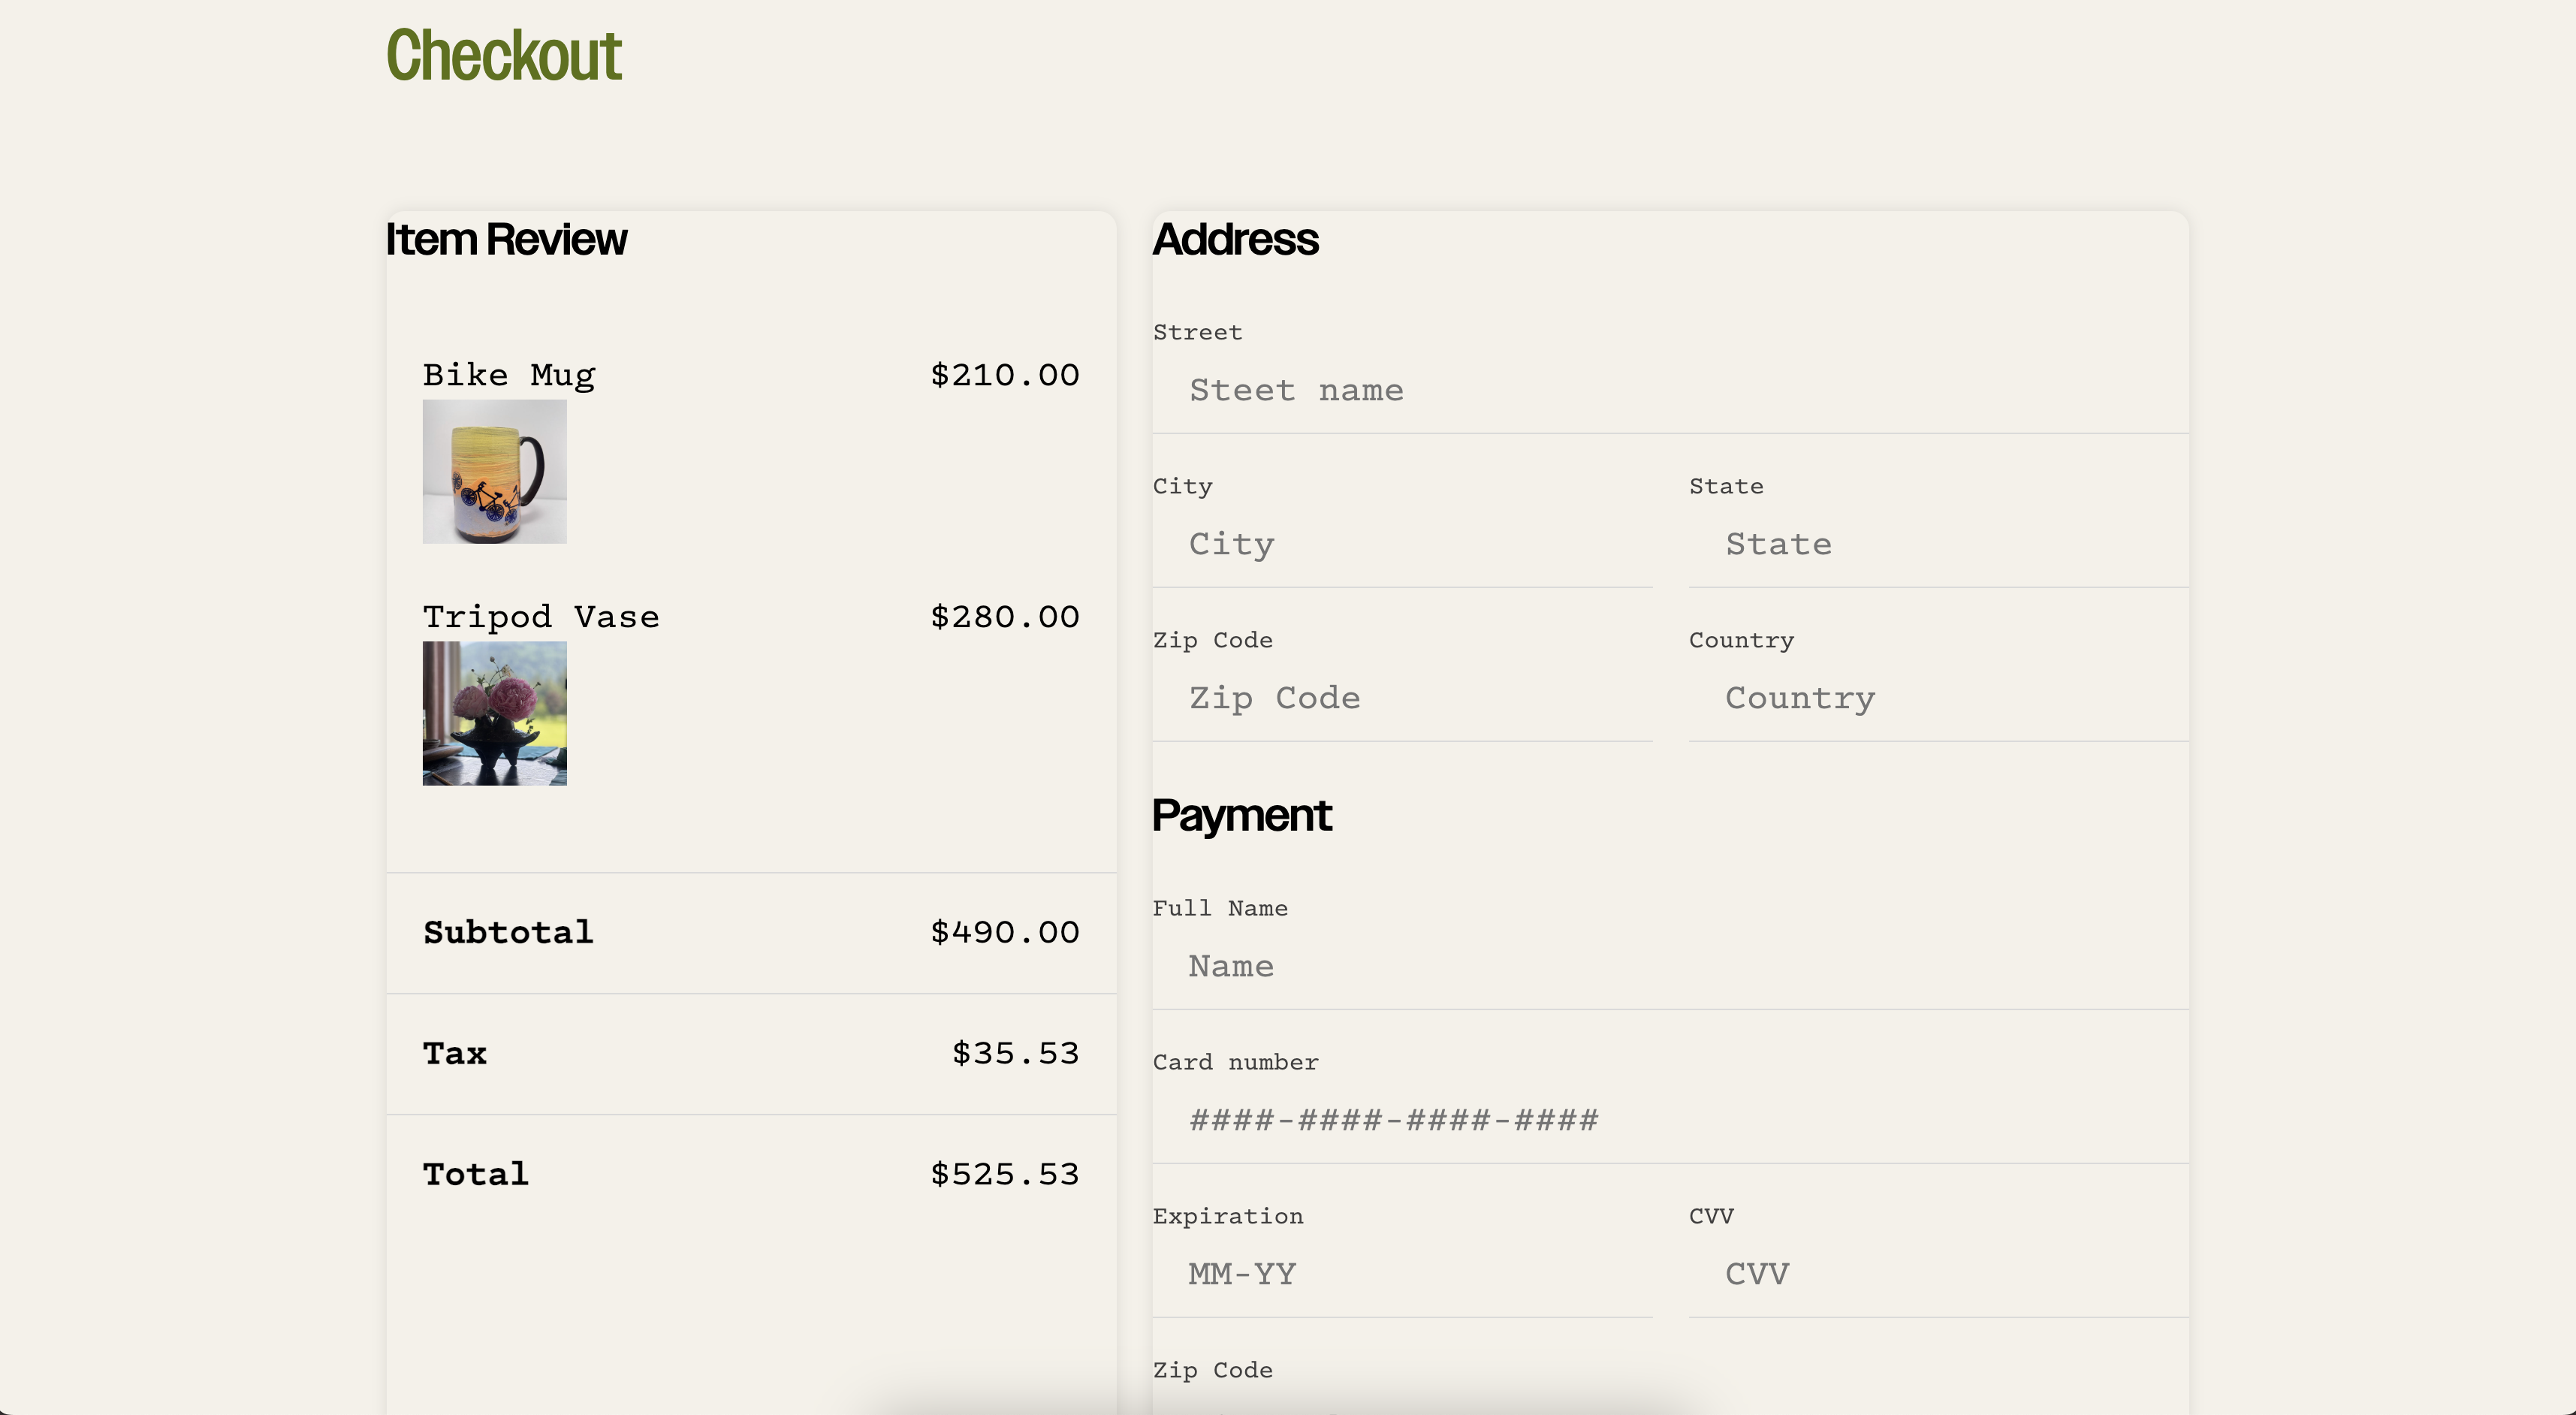 Checkout
Item Review
Bike Mug $210.00
Tripod Vase $280.00
Subtotal $490.00
Tax $35.53
Total $525.53
Address
Street
Steet name
City State
City State
Zip Code Country
Zip Code Country
Payment
Full Name
Name
Card number
####-####-####-####
Expiration CVV
MM-YY CVV
Zip Code